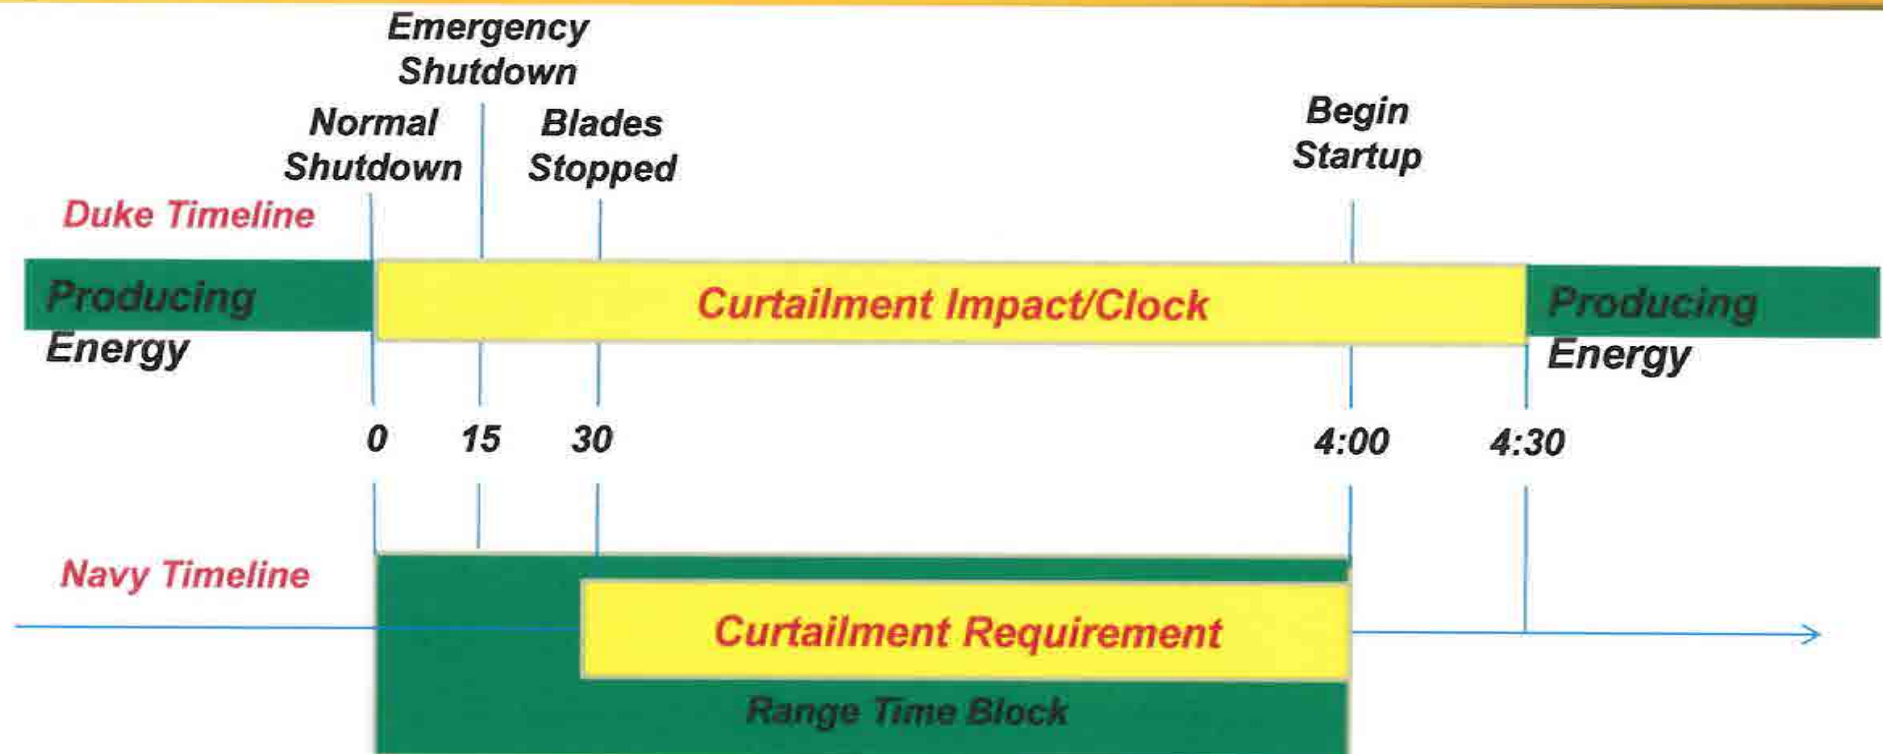 Emergency
Shutdown
Normal
Shutdown
Blades
Stopped
Begin
Startup
Duke Timeline
Producing
Energy
Curtailment Impact/Clock
Producing
Energy
0 15 30 4:00 4:30
Navy Timeline
Curtailment Requirement
Range Time Block